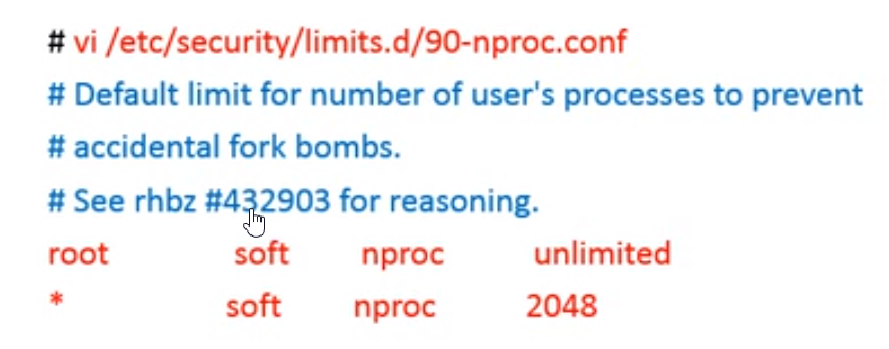 # vi /etc/security/limits.d/90-nproc.conf
# Default limit for number of user's processes to prevent
# accidental fork bombs.
# See rhbz #432903 for reasoning.
root soft nproc unlimited
* soft nproc 2048